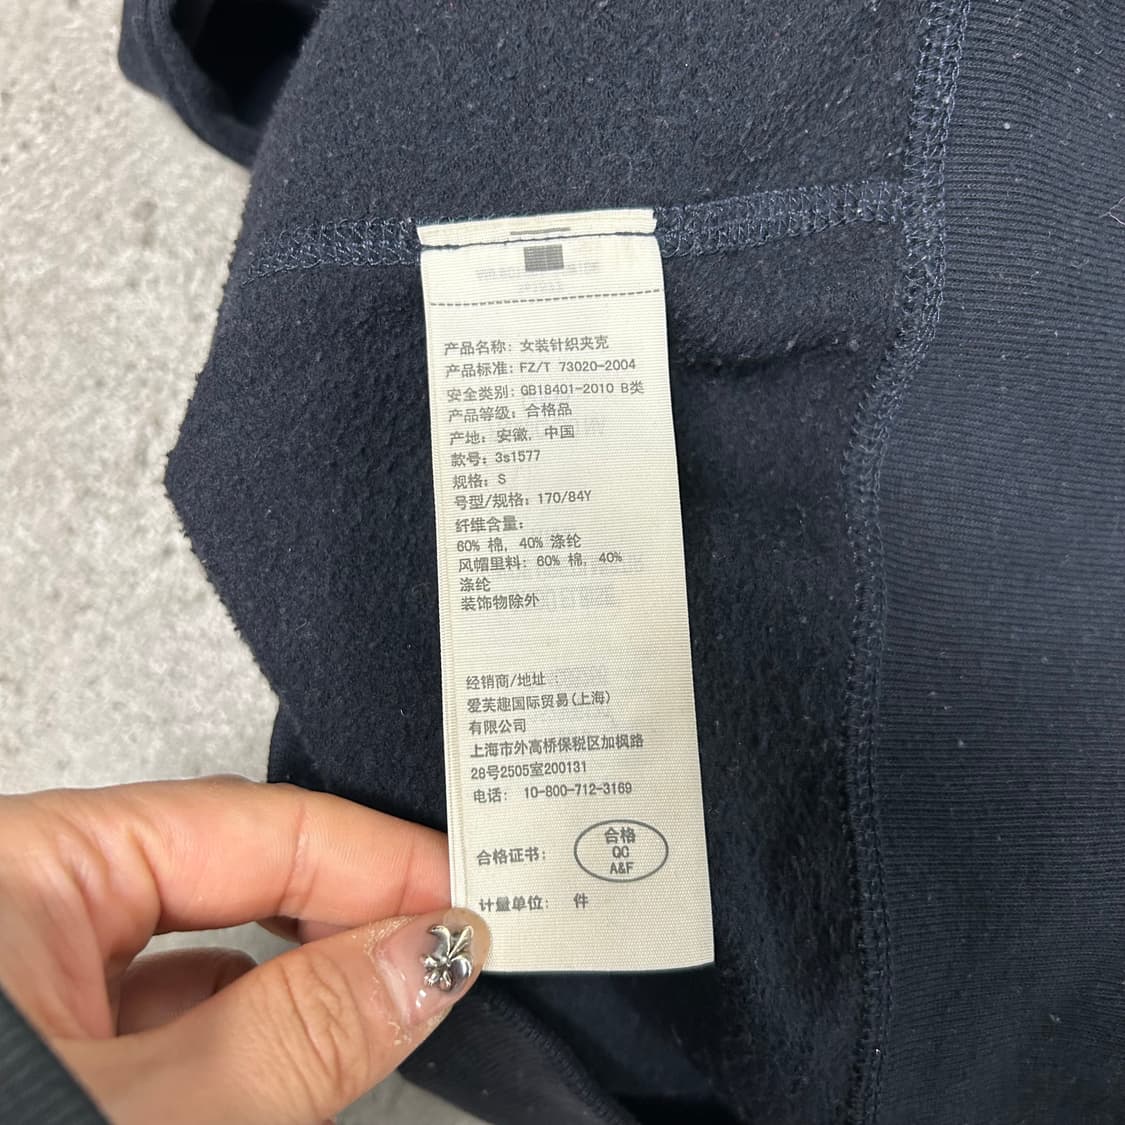 产品名称: 女装针织夹克
产品标准: FZ/T 73020-2004
安全类别: GB18401-2010 B类
产品等级: 合格品
产地: 安徽, 中国
款号: 3s1577
规格: S
号型/规格: 170/84Y
纤维含量:
60% 棉, 40% 涤纶
风帽里料: 60% 棉, 40%
涤纶
装饰物除外
经销商/地址 :
爱芙趣国际贸易(上海)
有限公司
上海市外高桥保税区加枫路
28号2505室200131
电话: 10-800-712-3169
合格证书: 合格
QC
A&F
计量单位: 件